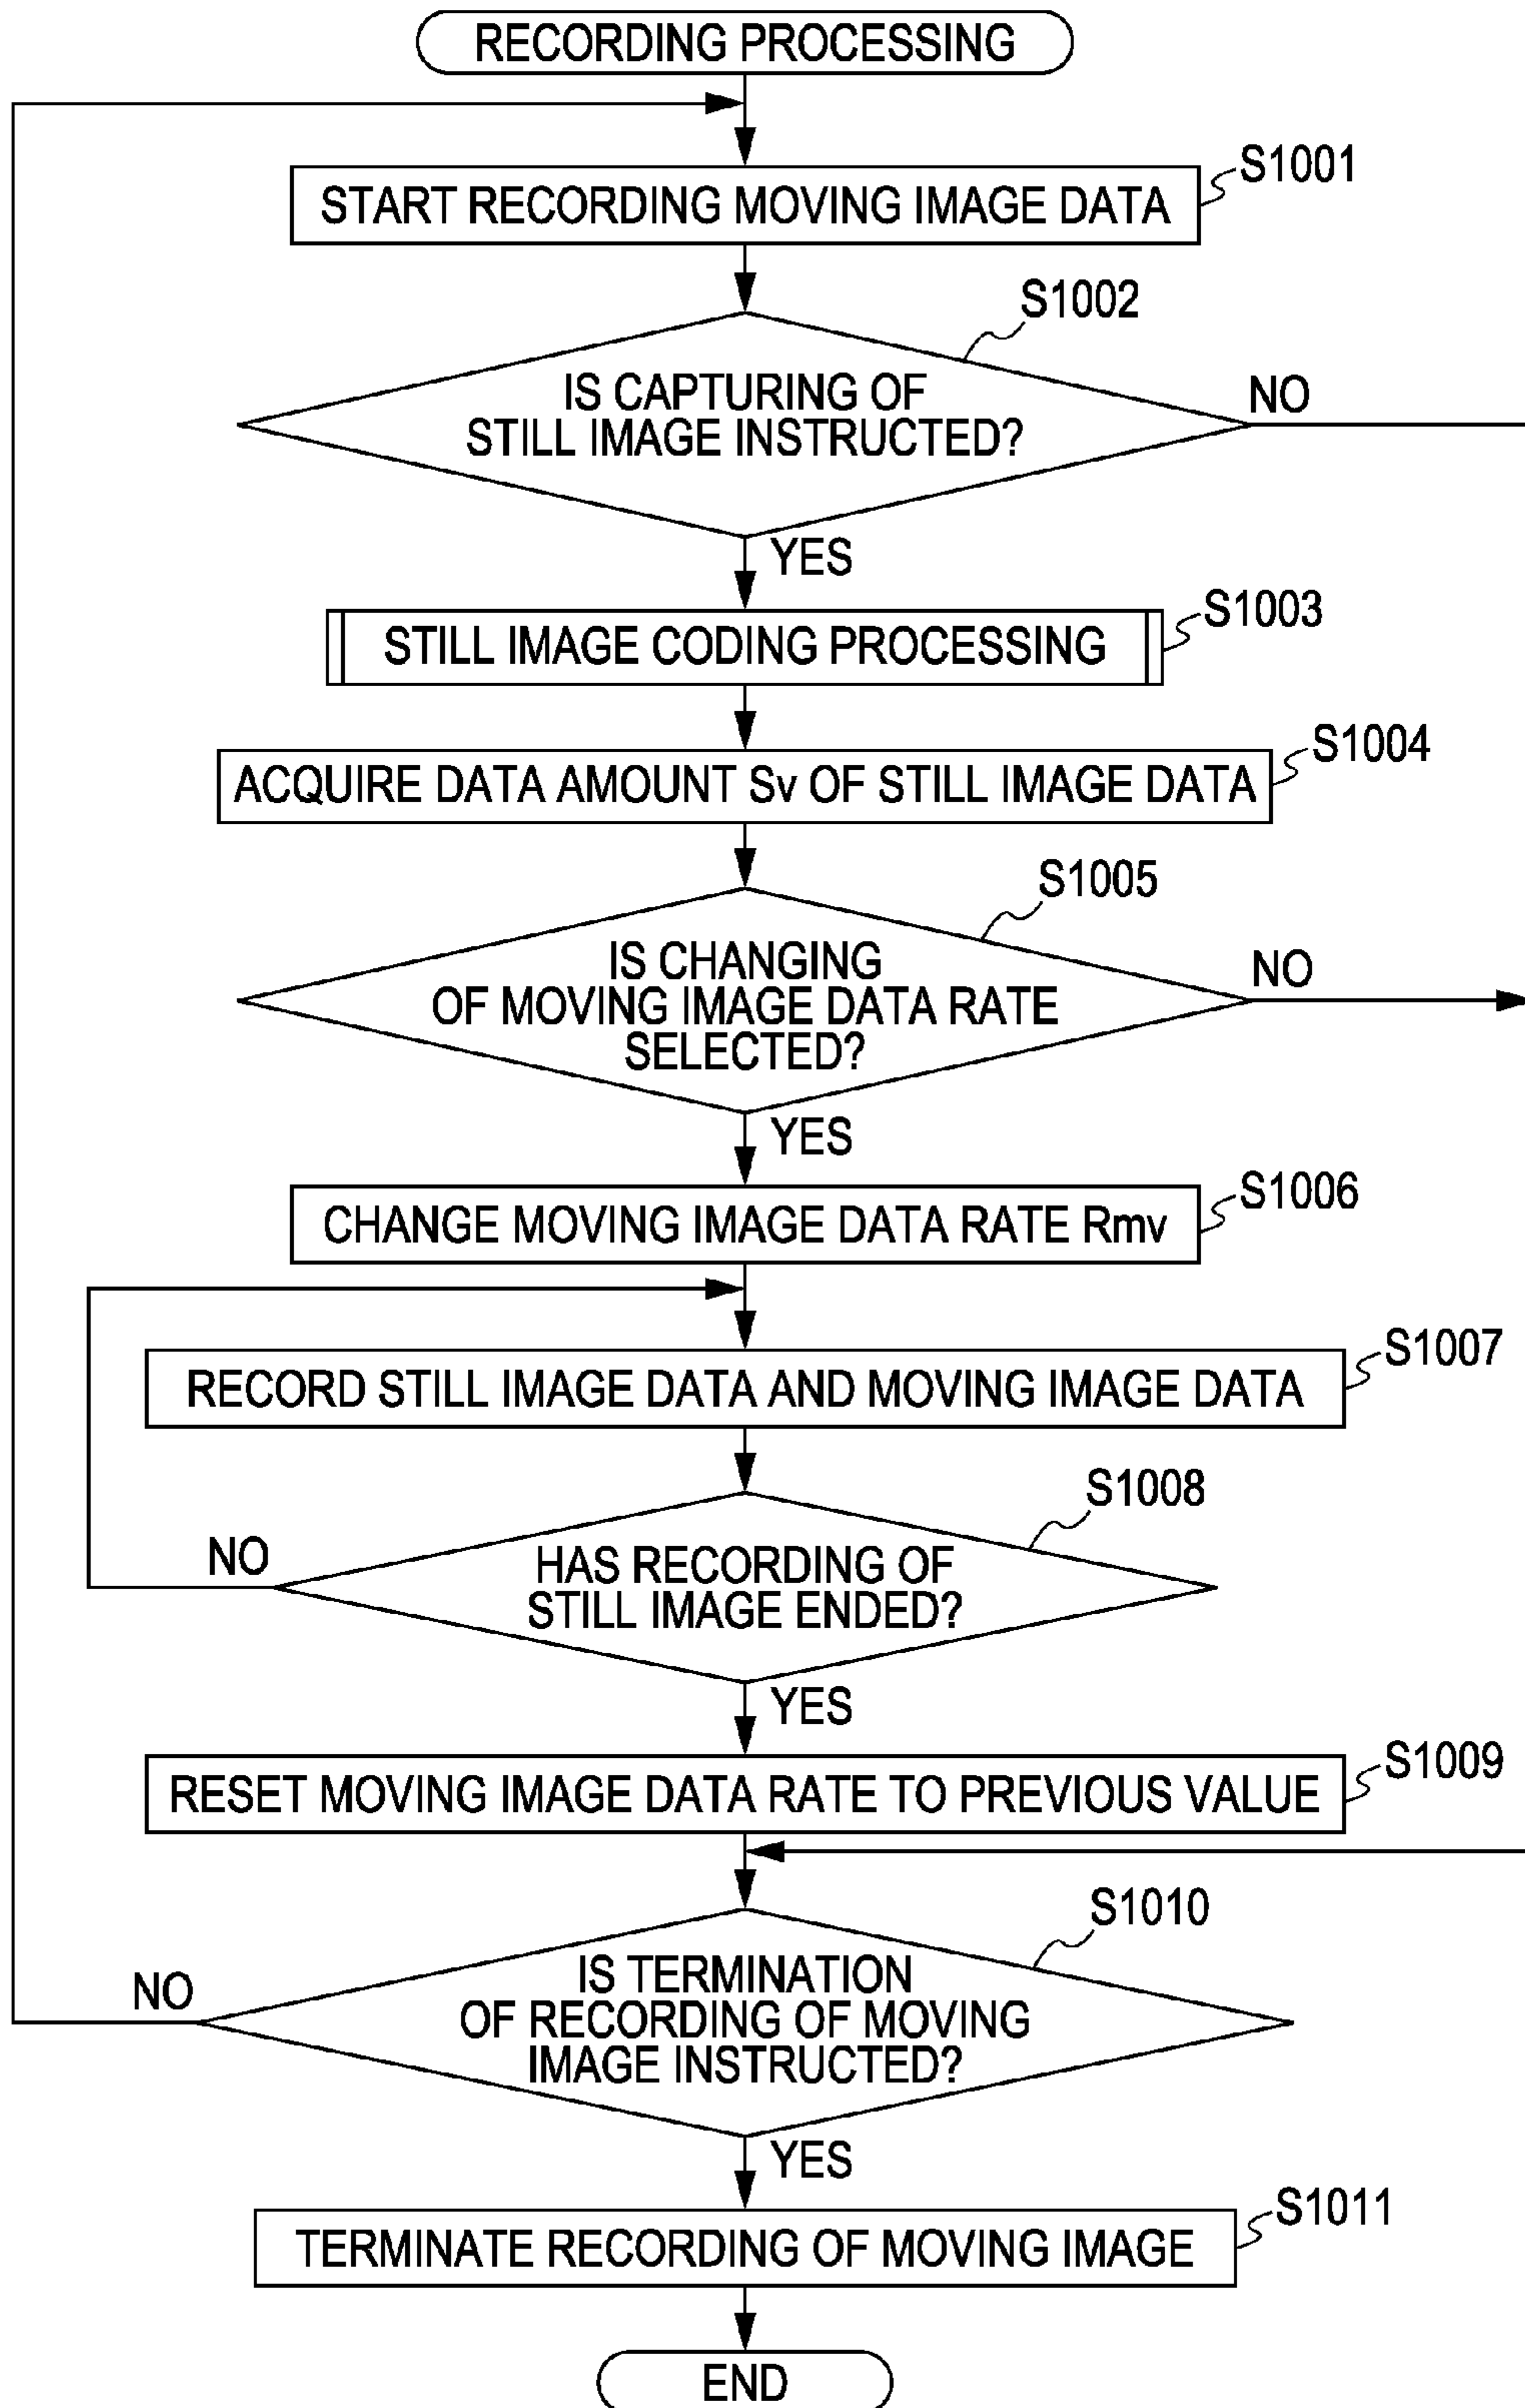 RECORDING PROCESSING
S1001
START RECORDING MOVING IMAGE DATA
S1002
IS CAPTURING OF
STILL IMAGE INSTRUCTED?
NO
YES
S1003
STILL IMAGE CODING PROCESSING
S1004
ACQUIRE DATA AMOUNT Sv OF STILL IMAGE DATA
S1005
IS CHANGING
OF MOVING IMAGE DATA RATE
SELECTED?
NO
YES
S1006
CHANGE MOVING IMAGE DATA RATE Rmv
S1007
RECORD STILL IMAGE DATA AND MOVING IMAGE DATA
S1008
HAS RECORDING OF
STILL IMAGE ENDED?
NO
YES
S1009
RESET MOVING IMAGE DATA RATE TO PREVIOUS VALUE
S1010
IS TERMINATION
OF RECORDING OF MOVING
IMAGE INSTRUCTED?
NO
YES
S1011
TERMINATE RECORDING OF MOVING IMAGE
END